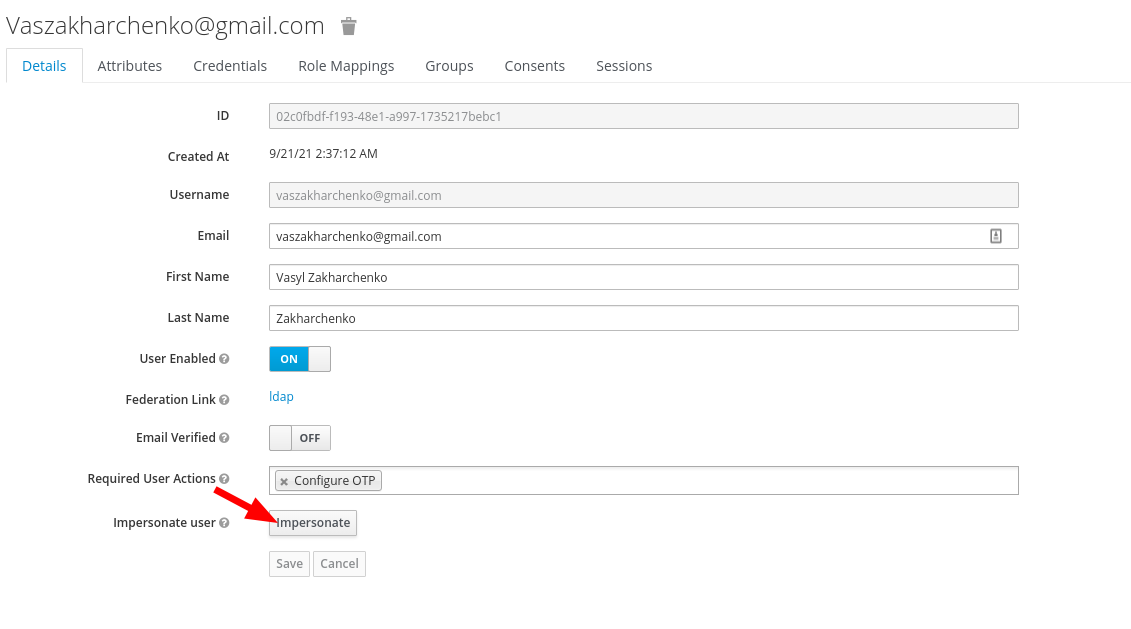 Vaszakharchenko@gmail.com
Details Attributes Credentials Role Mappings Groups Consents Sessions
ID 02c0fbdf-f193-48e1-a997-1735217bebc1
Created At 9/21/21 2:37:12 AM
Username vaszakharchenko@gmail.com
Email vaszakharchenko@gmail.com
First Name Vasyl Zakharchenko
Last Name Zakharchenko
User Enabled ON
Federation Link ldap
Email Verified OFF
Required User Actions × Configure OTP
Impersonate user Impersonate
Save Cancel